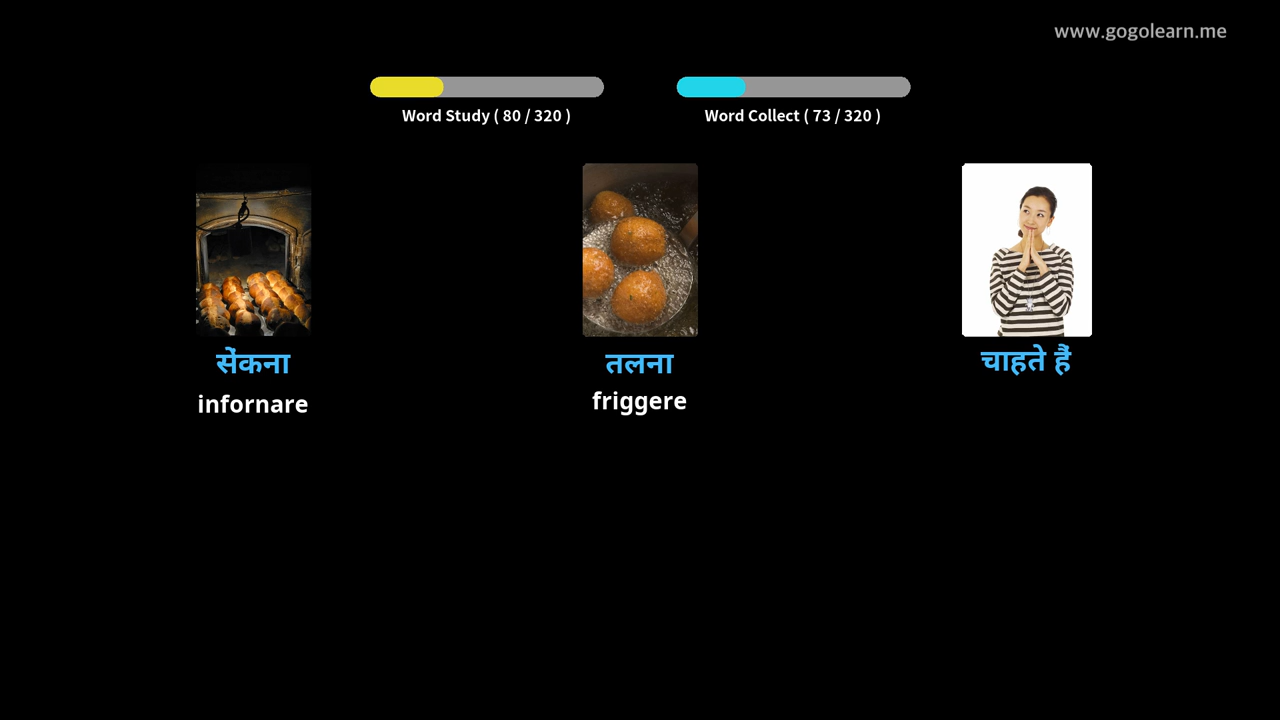 www.gogolearn.me
Word Study ( 80 / 320 )
Word Collect ( 73 / 320 )
सेंकना
तलना
चाहते हैं
infornare
friggere